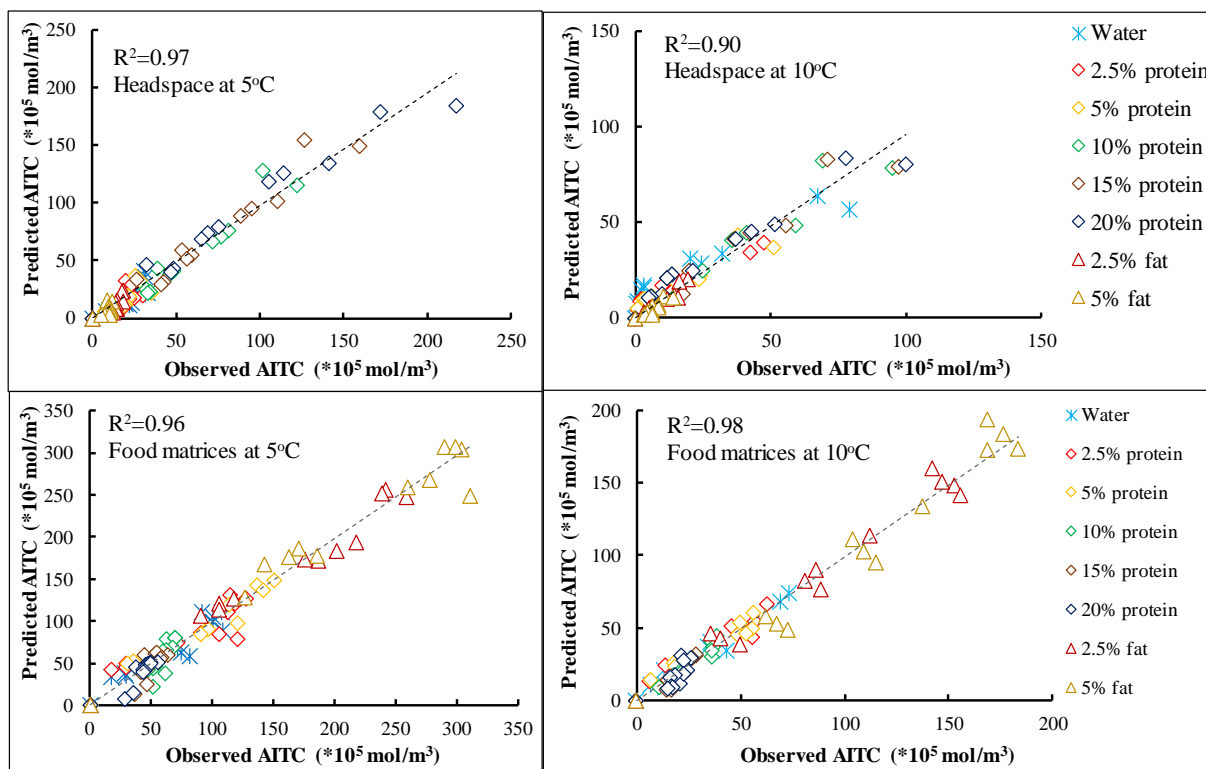 R²=0.97
Headspace at 5°C
Predicted AITC (*10⁵ mol/m³)
250
200
150
100
50
0
0 50 100 150 200 250
Observed AITC (*10⁵ mol/m³)
R²=0.90
Headspace at 10°C
Predicted AITC (*10⁵ mol/m³)
150
100
50
0
0 50 100 150
Observed AITC (*10⁵ mol/m³)
Water
2.5% protein
5% protein
10% protein
15% protein
20% protein
2.5% fat
5% fat
R²=0.96
Food matrices at 5°C
Predicted AITC (*10⁵ mol/m³)
350
300
250
200
150
100
50
0
0 50 100 150 200 250 300 350
Observed AITC (*10⁵ mol/m³)
R²=0.98
Food matrices at 10°C
Predicted AITC (*10⁵ mol/m³)
200
150
100
50
0
0 50 100 150 200
Observed AITC (*10⁵ mol/m³)
Water
2.5% protein
5% protein
10% protein
15% protein
20% protein
2.5% fat
5% fat